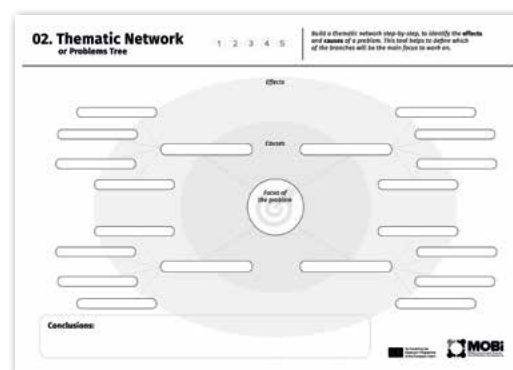 02. Thematic Network
or Problems Tree
1 2 3 4 5
Build a thematic network step-by-step, to identify the effects
and causes of a problem. This tool helps to define which
of the branches will be the main focus to work on.
Effects
Causes
Focus of
the problem
Conclusions:
MOBi